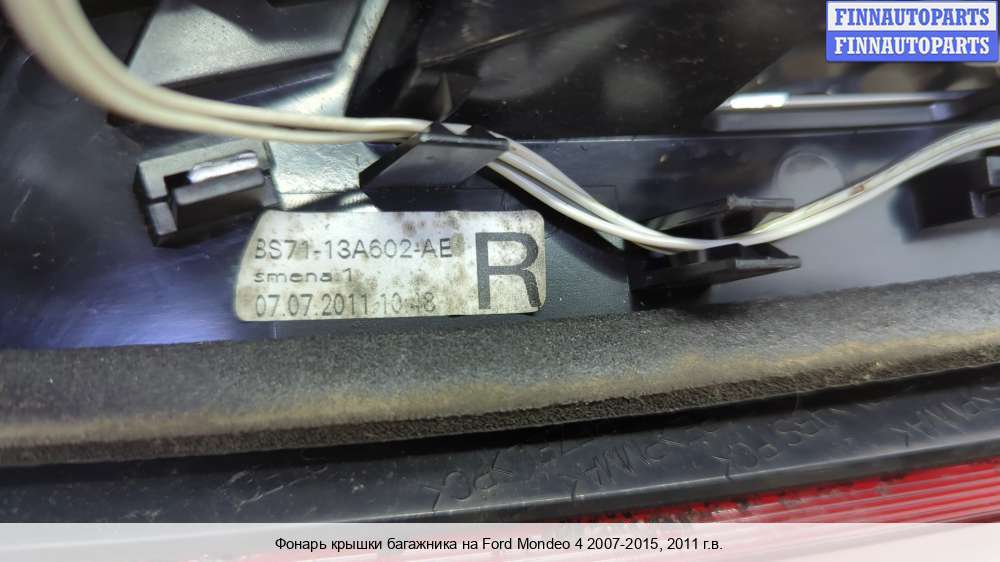 FINNAUTOPARTS
FINNAUTOPARTS
BS71-13A602-AE
smena 1
07.07.2011 10:48
R
Фонарь крышки багажника на Ford Mondeo 4 2007-2015, 2011 г.в.